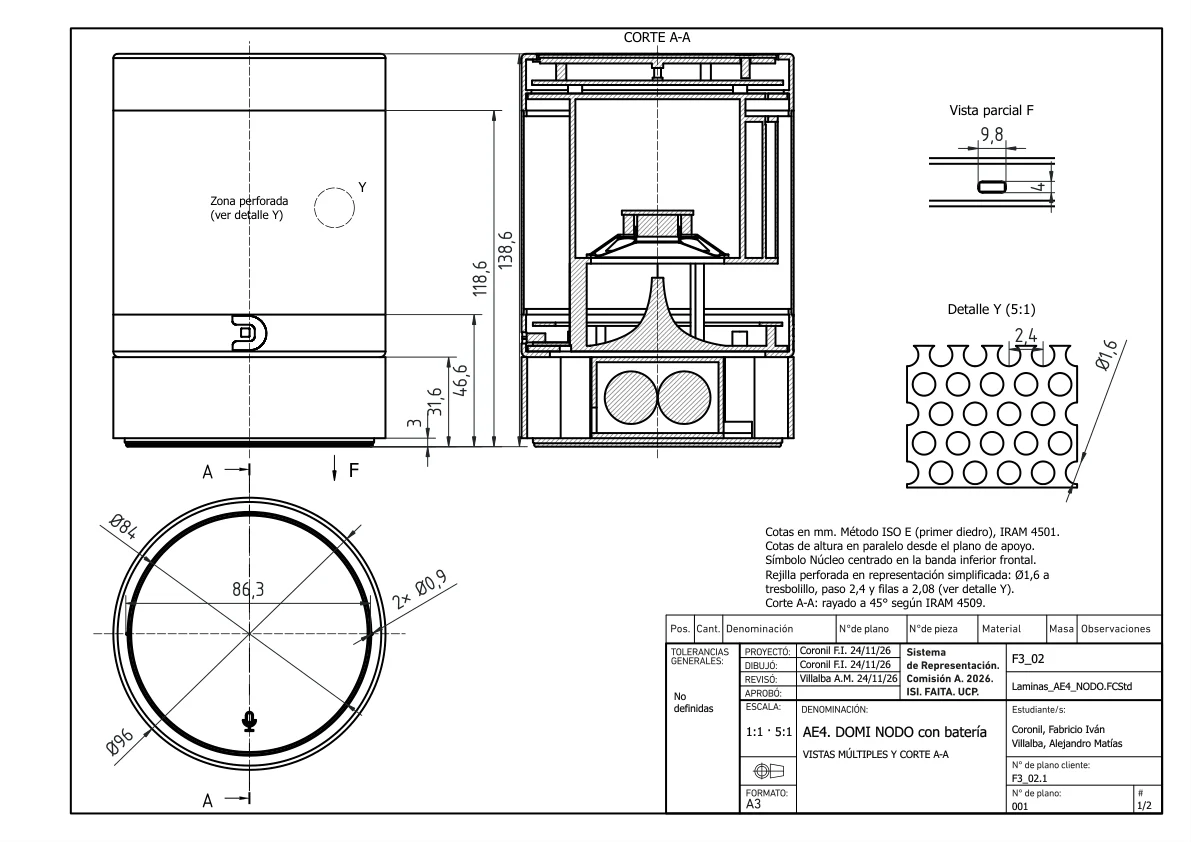 CORTE A-A
Vista parcial F
9,8
4
Zona perforada
(ver detalle Y)
Y
138,6
118,6
46,6
31,6
3
Detalle Y (5:1)
2,4
Ø1,6
A
F
Ø84
86,3
2× Ø0,9
Ø96
A
Cotas en mm. Método ISO E (primer diedro), IRAM 4501.
Cotas de altura en paralelo desde el plano de apoyo.
Símbolo Núcleo centrado en la banda inferior frontal.
Rejilla perforada en representación simplificada: Ø1,6 a
tresbolillo, paso 2,4 y filas a 2,08 (ver detalle Y).
Corte A-A: rayado a 45° según IRAM 4509.
Pos. Cant. Denominación N°de plano N°de pieza Material Masa Observaciones
TOLERANCIAS
GENERALES:
No
definidas
PROYECTÓ: Coronil F.I. 24/11/26
DIBUJÓ: Coronil F.I. 24/11/26
REVISÓ: Villalba A.M. 24/11/26
APROBÓ:
Sistema
de Representación.
Comisión A. 2026.
ISI. FAITA. UCP.
F3_02
Laminas_AE4_NODO.FCStd
ESCALA:
1:1 · 5:1
DENOMINACIÓN:
AE4. DOMI NODO con batería
VISTAS MÚLTIPLES Y CORTE A-A
Estudiante/s:
Coronil, Fabricio Iván
Villalba, Alejandro Matías
N° de plano cliente:
F3_02.1
FORMATO:
A3
N° de plano:
001
#
1/2